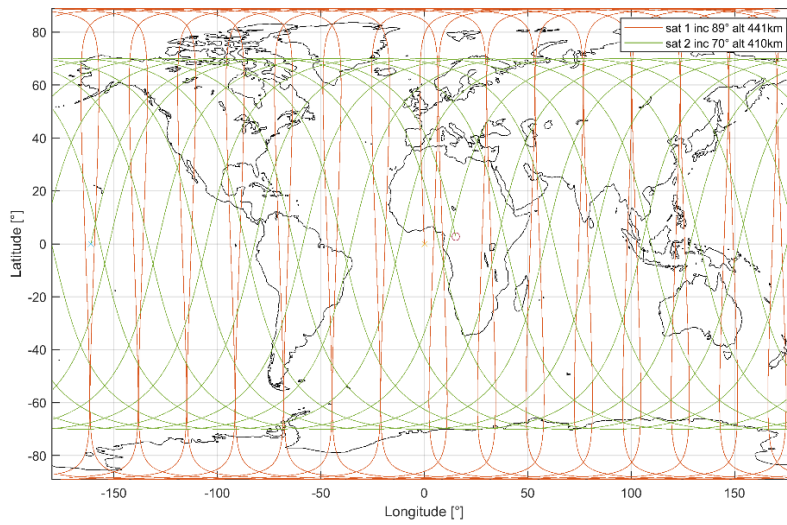 sat 1 inc 89° alt 441km
sat 2 inc 70° alt 410km
80
60
40
20
0
-20
-40
-60
-80
Latitude [°]
-150 -100 -50 0 50 100 150
Longitude [°]